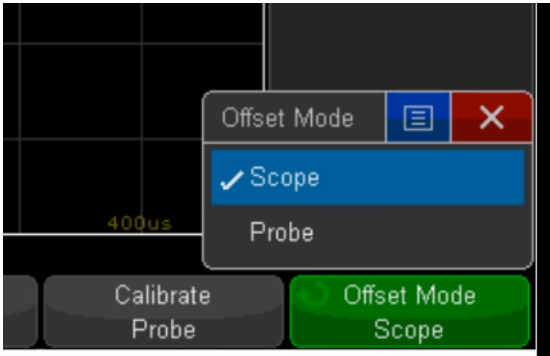 Offset Mode
Scope
Probe
400us
Calibrate
Probe
Offset Mode
Scope